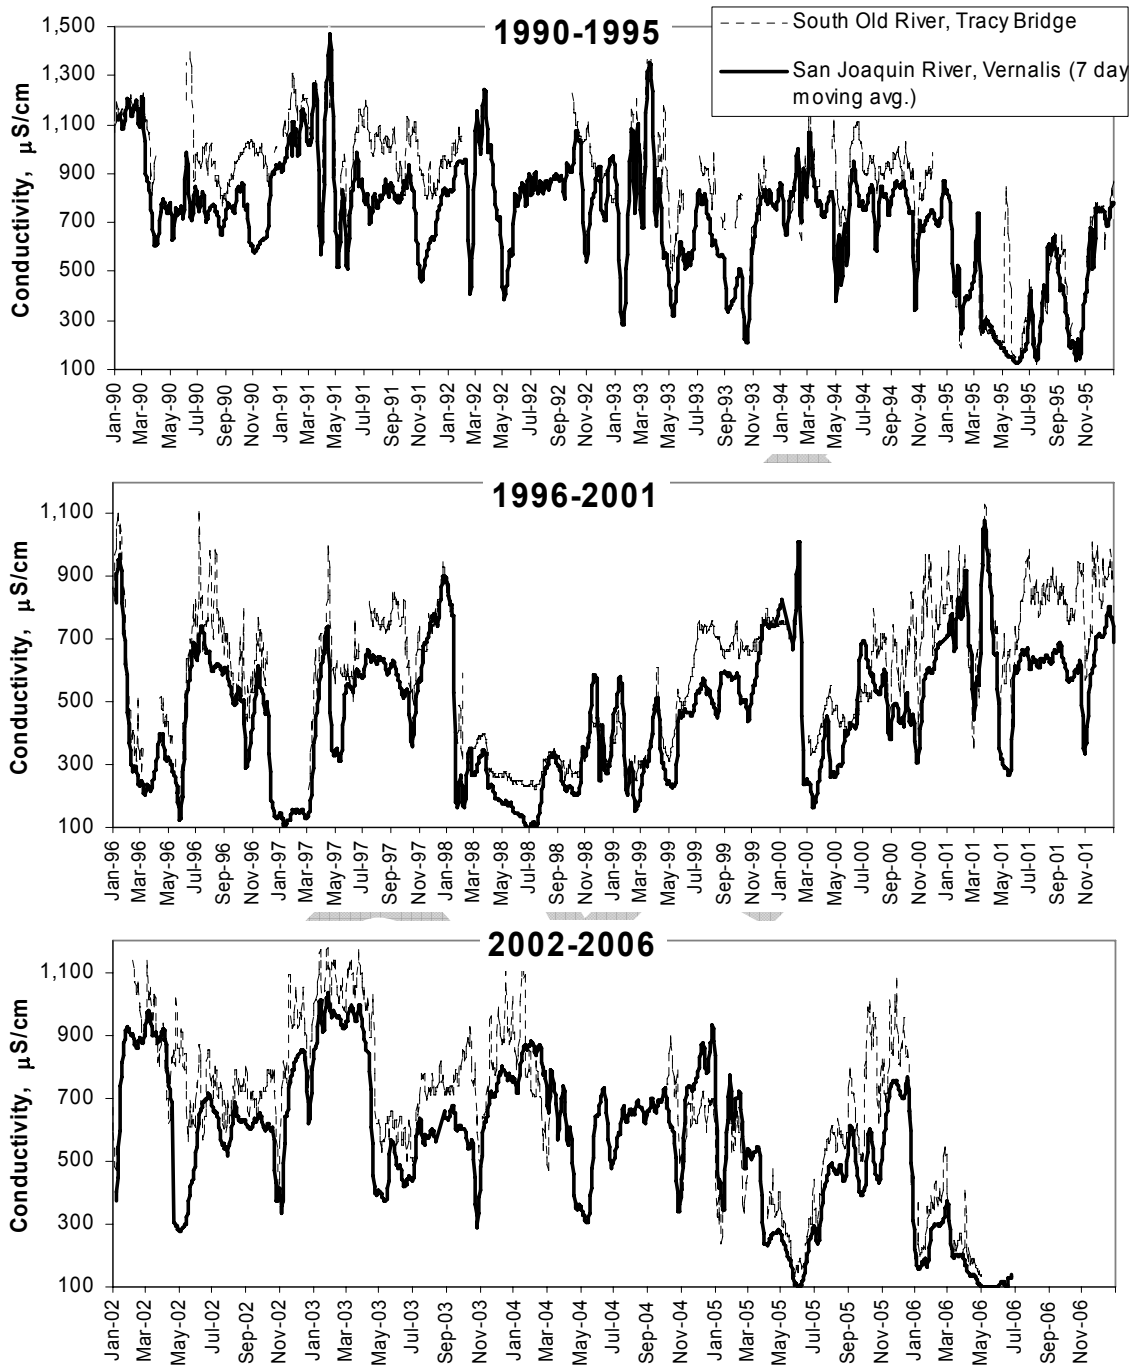 1990-1995
South Old River, Tracy Bridge
San Joaquin River, Vernalis (7 day
moving avg.)
Conductivity, μS/cm
1,500
1,300
1,100
900
700
500
300
100
Jan-90
Mar-90
May-90
Jul-90
Sep-90
Nov-90
Jan-91
Mar-91
May-91
Jul-91
Sep-91
Nov-91
Jan-92
Mar-92
May-92
Jul-92
Sep-92
Nov-92
Jan-93
Mar-93
May-93
Jul-93
Sep-93
Nov-93
Jan-94
Mar-94
May-94
Jul-94
Sep-94
Nov-94
Jan-95
Mar-95
May-95
Jul-95
Sep-95
Nov-95
1996-2001
Conductivity, μS/cm
1,100
900
700
500
300
100
Jan-96
Mar-96
May-96
Jul-96
Sep-96
Nov-96
Jan-97
Mar-97
May-97
Jul-97
Sep-97
Nov-97
Jan-98
Mar-98
May-98
Jul-98
Sep-98
Nov-98
Jan-99
Mar-99
May-99
Jul-99
Sep-99
Nov-99
Jan-00
Mar-00
May-00
Jul-00
Sep-00
Nov-00
Jan-01
Mar-01
May-01
Jul-01
Sep-01
Nov-01
2002-2006
Conductivity, μS/cm
1,100
900
700
500
300
100
Jan-02
Mar-02
May-02
Jul-02
Sep-02
Nov-02
Jan-03
Mar-03
May-03
Jul-03
Sep-03
Nov-03
Jan-04
Mar-04
May-04
Jul-04
Sep-04
Nov-04
Jan-05
Mar-05
May-05
Jul-05
Sep-05
Nov-05
Jan-06
Mar-06
May-06
Jul-06
Sep-06
Nov-06